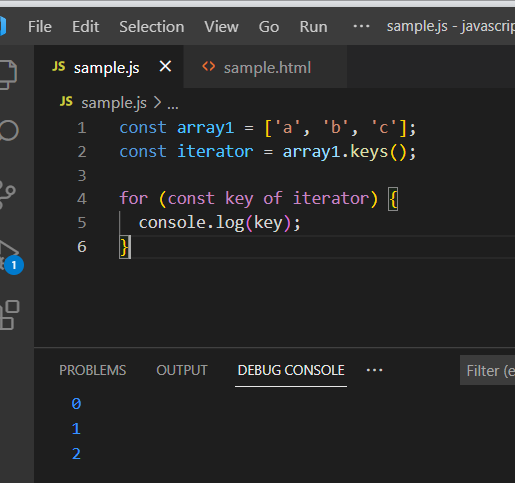 File Edit Selection View Go Run ··· sample.js - javascrip
JS sample.js × <> sample.html
JS sample.js > ...
1 const array1 = ['a', 'b', 'c'];
2 const iterator = array1.keys();
3
4 for (const key of iterator) {
5 console.log(key);
6 }
1
PROBLEMS OUTPUT DEBUG CONSOLE ··· Filter (e
0
1
2